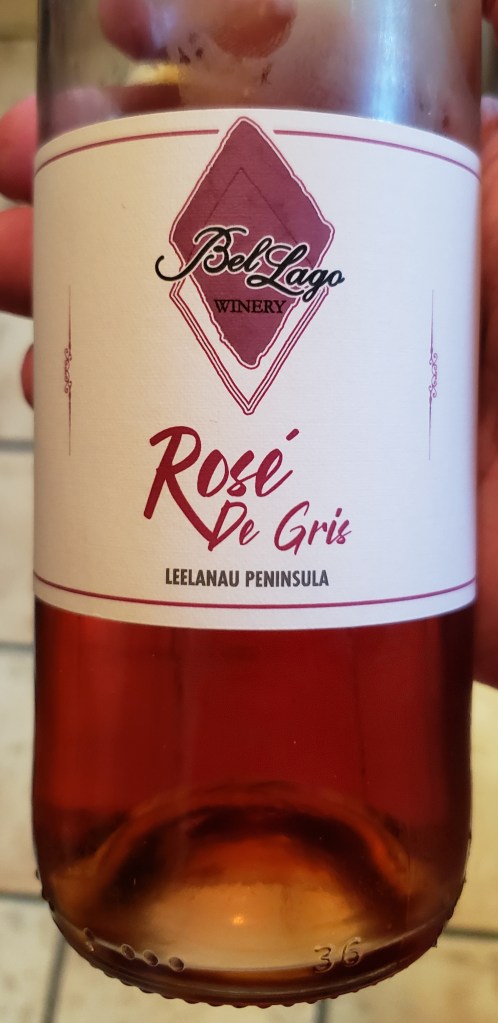 Bel Lago
WINERY
Rosé
De Gris
LEELANAU PENINSULA
36